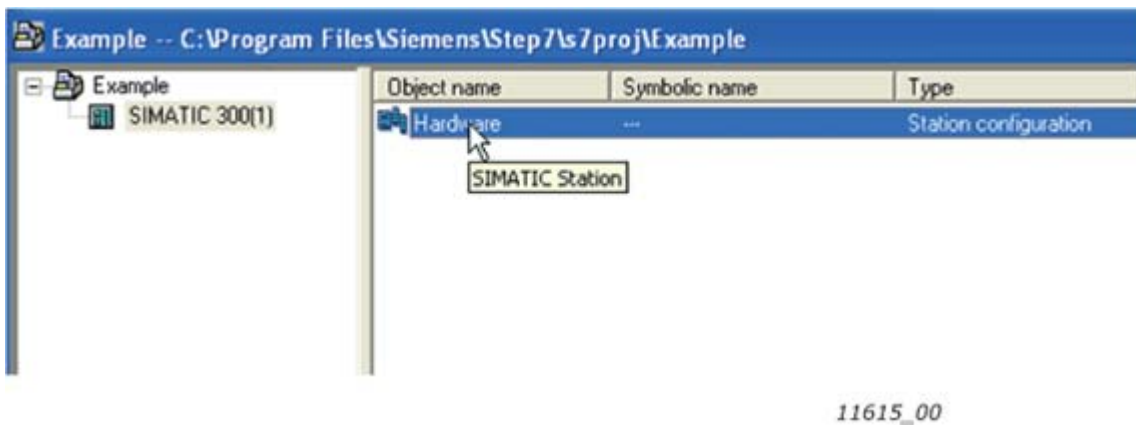 Example -- C:\Program Files\Siemens\Step7\s7proj\Example
Example
SIMATIC 300(1)
Object name Symbolic name Type
Hardware --- Station configuration
SIMATIC Station
11615_00